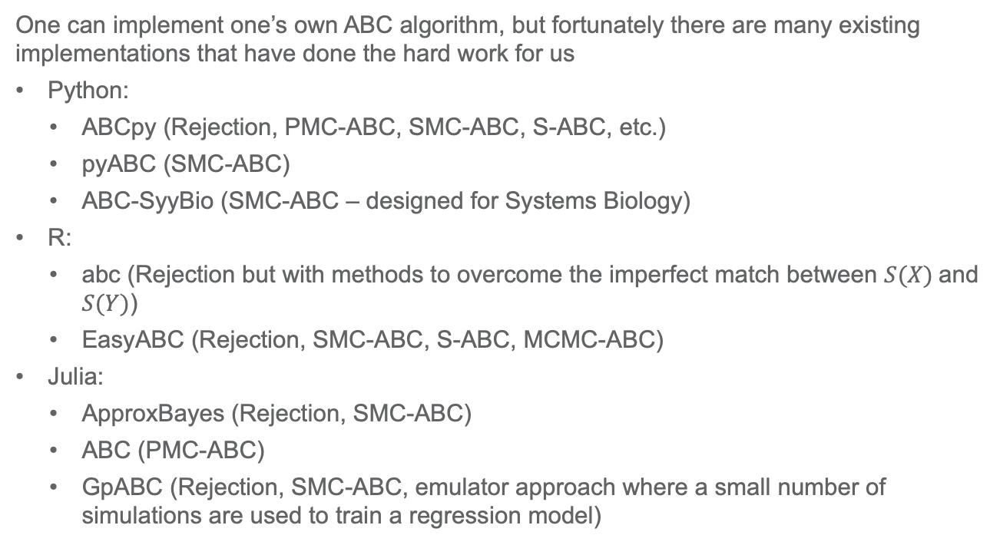 One can implement one’s own ABC algorithm, but fortunately there are many existing
implementations that have done the hard work for us
• Python:
• ABCpy (Rejection, PMC-ABC, SMC-ABC, S-ABC, etc.)
• pyABC (SMC-ABC)
• ABC-SyyBio (SMC-ABC – designed for Systems Biology)
• R:
• abc (Rejection but with methods to overcome the imperfect match between S(X) and
S(Y))
• EasyABC (Rejection, SMC-ABC, S-ABC, MCMC-ABC)
• Julia:
• ApproxBayes (Rejection, SMC-ABC)
• ABC (PMC-ABC)
• GpABC (Rejection, SMC-ABC, emulator approach where a small number of
simulations are used to train a regression model)